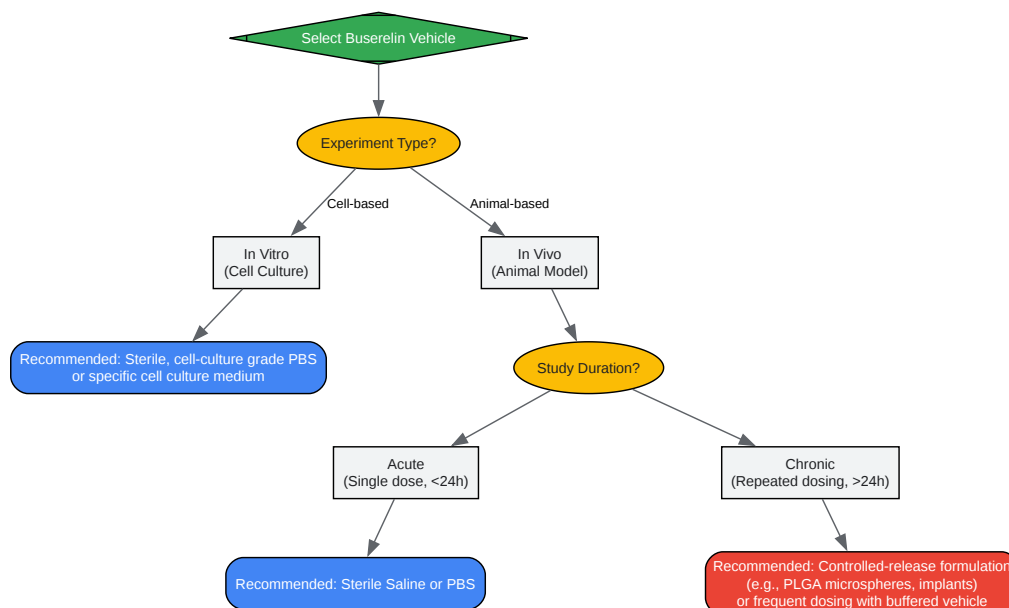 Select Buserelin Vehicle
Experiment Type?
Cell-based
Animal-based
In Vitro
(Cell Culture)
In Vivo
(Animal Model)
Recommended: Sterile, cell-culture grade PBS
or specific cell culture medium
Study Duration?
Acute
(Single dose, <24h)
Chronic
(Repeated dosing, >24h)
Recommended: Sterile Saline or PBS
Recommended: Controlled-release formulation
(e.g., PLGA microspheres, implants)
or frequent dosing with buffered vehicle